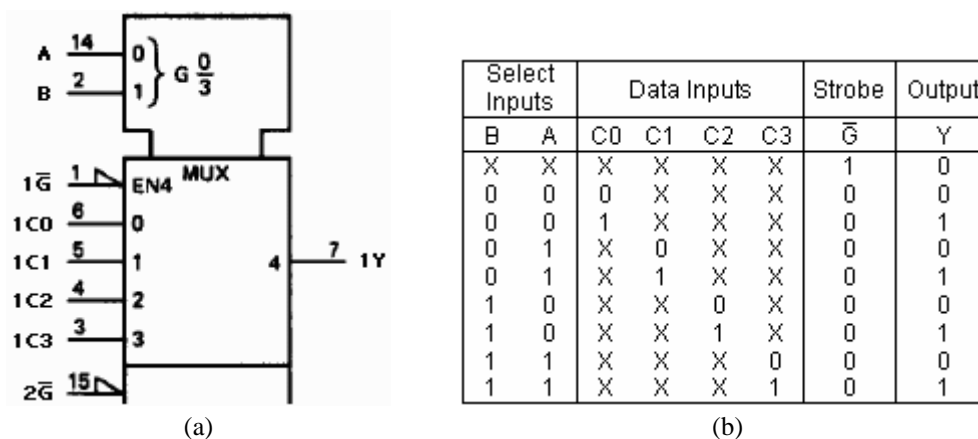 A 14 0
B 2 1 } G 0/3
MUX
1G̅ 1 EN4
1C0 6 0
1C1 5 1 4 7 1Y
1C2 4 2
1C3 3 3
2G̅ 15
(a)
Select Inputs Data Inputs Strobe Output
B A C0 C1 C2 C3 G̅ Y
X X X X X X 1 0
0 0 0 X X X 0 0
0 0 1 X X X 0 1
0 1 X 0 X X 0 0
0 1 X 1 X X 0 1
1 0 X X 0 X 0 0
1 0 X X 1 X 0 1
1 1 X X X 0 0 0
1 1 X X X 1 0 1
(b)